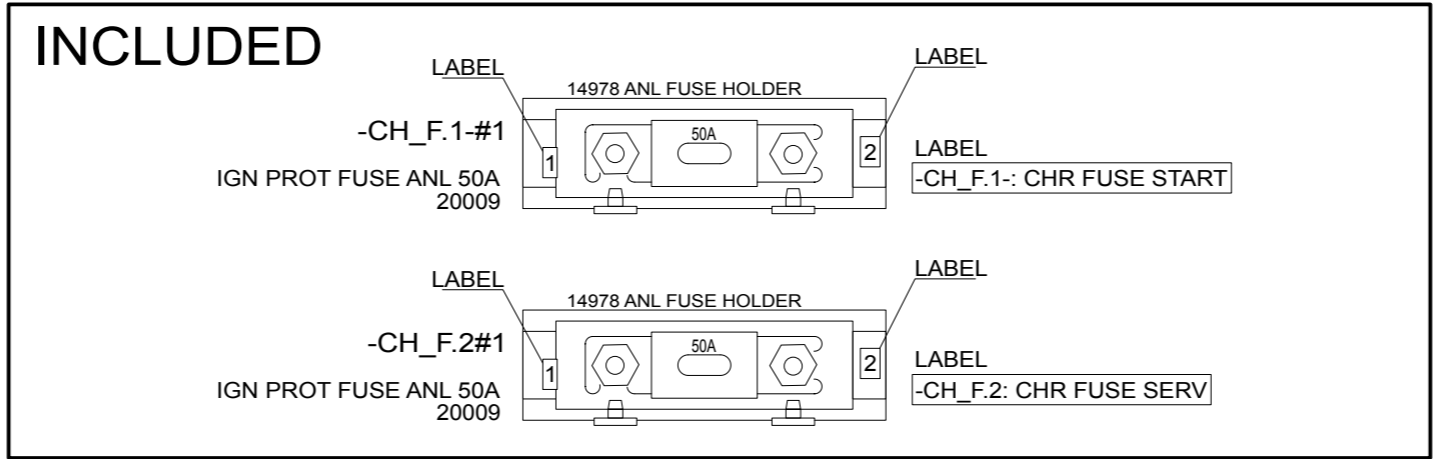 INCLUDED
LABEL
LABEL
14978 ANL FUSE HOLDER
-CH_F.1-#1
50A
1
2
LABEL
IGN PROT FUSE ANL 50A
20009
-CH_F.1-: CHR FUSE START
LABEL
LABEL
14978 ANL FUSE HOLDER
-CH_F.2#1
50A
1
2
LABEL
IGN PROT FUSE ANL 50A
20009
-CH_F.2: CHR FUSE SERV